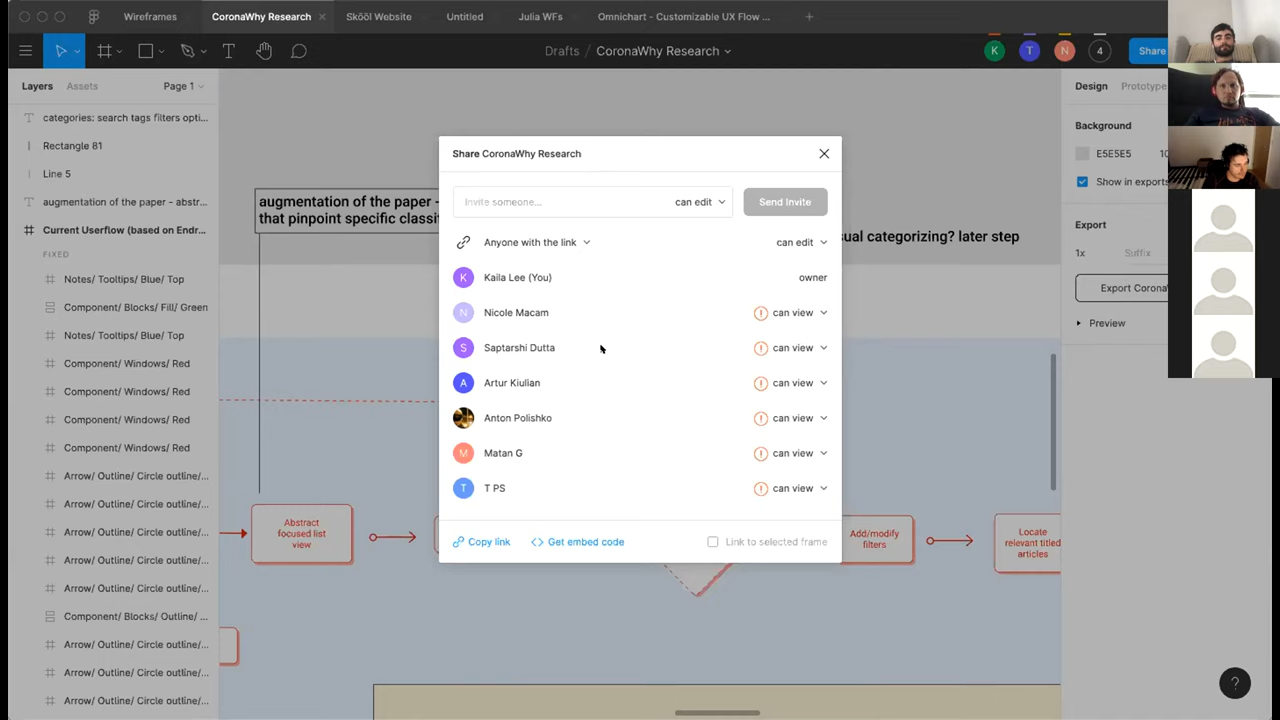 Wireframes
CoronaWhy Research
Skööl Website
Untitled
Julia WFs
Omnichart - Customizable UX Flow ...
Drafts / CoronaWhy Research
K
T
N
4
Share
Layers
Assets
Page 1
categories: search tags filters opti...
Rectangle 81
Line 5
augmentation of the paper - abstr...
Current Userflow (based on Endr...
FIXED
Notes/ Tooltips/ Blue/ Top
Component/ Blocks/ Fill/ Green
Notes/ Tooltips/ Blue/ Top
Component/ Windows/ Red
Component/ Windows/ Red
Component/ Windows/ Red
Component/ Windows/ Red
Arrow/ Outline/ Circle outline/...
Arrow/ Outline/ Circle outline/...
Arrow/ Outline/ Circle outline/...
Arrow/ Outline/ Circle outline/...
Arrow/ Outline/ Circle outline/...
Component/ Blocks/ Outline/ ...
Arrow/ Outline/ Circle outline/...
Arrow/ Outline/ Circle outline/...
Arrow/ Outline/ Circle outline/...
augmentation of the paper -
that pinpoint specific classi
sual categorizing? later step
Abstract
focused list
view
Add/modify
filters
Locate
relevant titled
articles
Share CoronaWhy Research
Invite someone...
can edit
Send Invite
Anyone with the link
can edit
K Kaila Lee (You)
owner
N Nicole Macam
can view
S Saptarshi Dutta
can view
A Artur Kiulian
can view
Anton Polishko
can view
M Matan G
can view
T T PS
can view
Copy link
Get embed code
Link to selected frame
Design
Prototype
Background
E5E5E5
10
Show in exports
Export
1x
Suffix
Export Corona
Preview
?